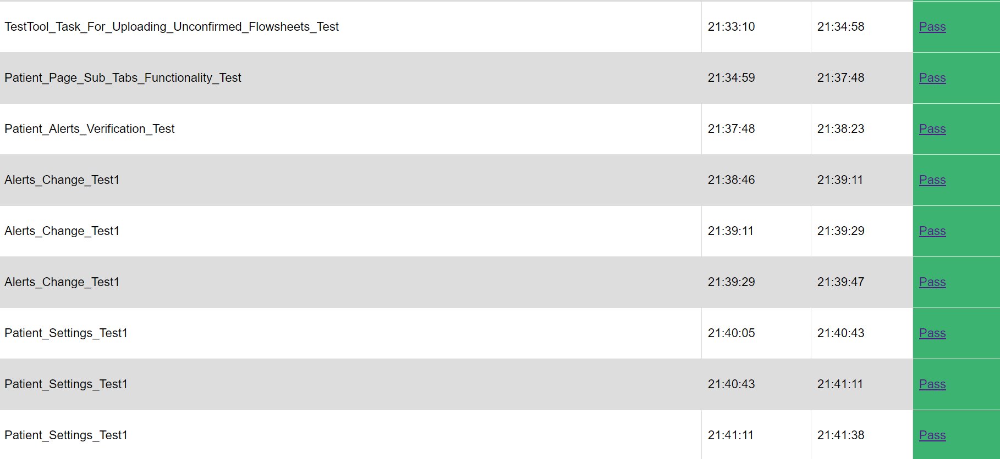 TestTool_Task_For_Uploading_Unconfirmed_Flowsheets_Test 21:33:10 21:34:58 Pass
Patient_Page_Sub_Tabs_Functionality_Test 21:34:59 21:37:48 Pass
Patient_Alerts_Verification_Test 21:37:48 21:38:23 Pass
Alerts_Change_Test1 21:38:46 21:39:11 Pass
Alerts_Change_Test1 21:39:11 21:39:29 Pass
Alerts_Change_Test1 21:39:29 21:39:47 Pass
Patient_Settings_Test1 21:40:05 21:40:43 Pass
Patient_Settings_Test1 21:40:43 21:41:11 Pass
Patient_Settings_Test1 21:41:11 21:41:38 Pass